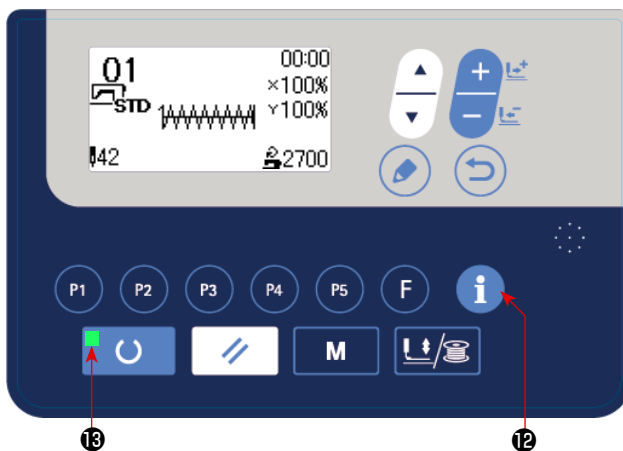 01 00:00
×100%
STD Y100%
42 2700
+
−
P1 P2 P3 P4 P5 F i
M /
⓭ ⓬